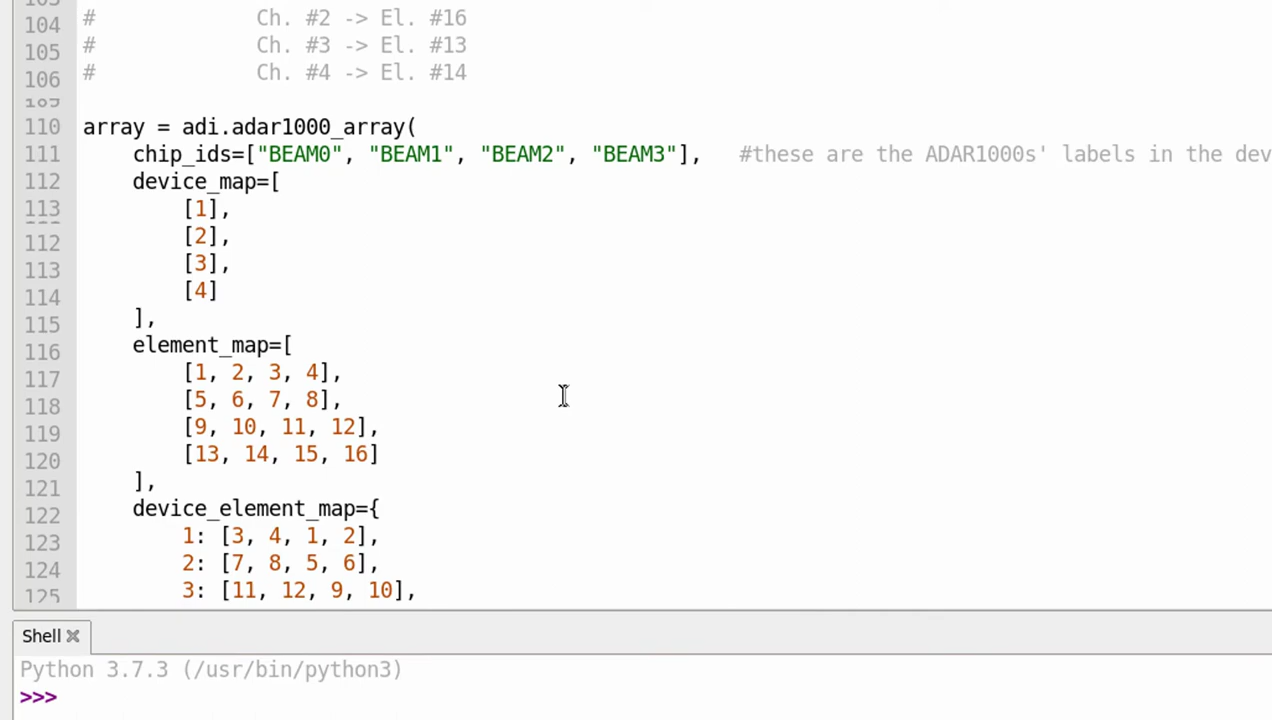 103
104 # Ch. #2 -> El. #16
105 # Ch. #3 -> El. #13
106 # Ch. #4 -> El. #14
109
110 array = adi.adar1000_array(
111 chip_ids=["BEAM0", "BEAM1", "BEAM2", "BEAM3"], #these are the ADAR1000s' labels in the dev
112 device_map=[
113 [1],
112 [2],
113 [3],
114 [4]
115 ],
116 element_map=[
117 [1, 2, 3, 4],
118 [5, 6, 7, 8],
119 [9, 10, 11, 12],
120 [13, 14, 15, 16]
121 ],
122 device_element_map={
123 1: [3, 4, 1, 2],
124 2: [7, 8, 5, 6],
125 3: [11, 12, 9, 10],
Shell
Python 3.7.3 (/usr/bin/python3)
>>>